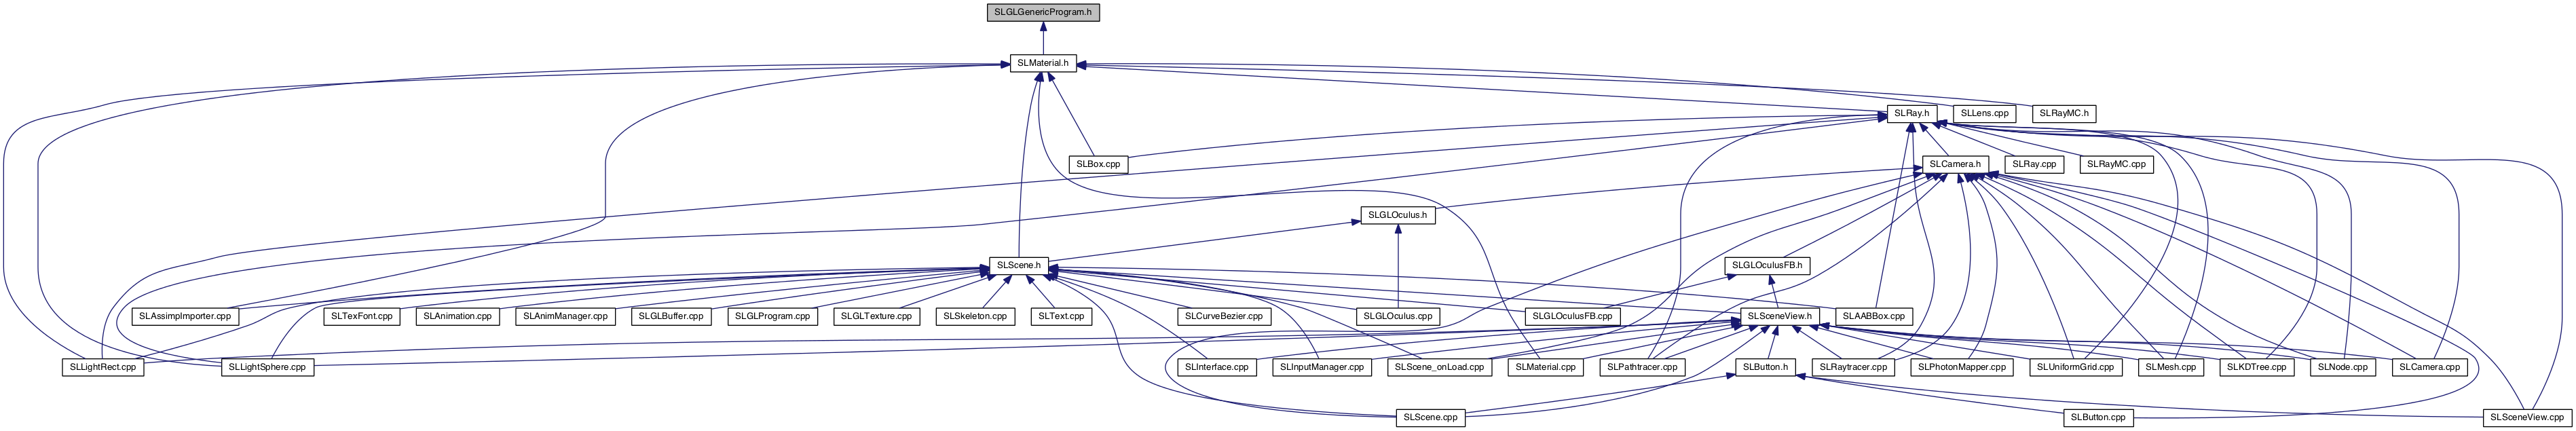 SLGLGenericProgram.h
SLMaterial.h
SLRay.h
SLLens.cpp
SLRayMC.h
SLBox.cpp
SLCamera.h
SLRay.cpp
SLRayMC.cpp
SLGLOculus.h
SLScene.h
SLGLOculusFB.h
SLAssimpImporter.cpp
SLTexFont.cpp
SLAnimation.cpp
SLAnimManager.cpp
SLGLBuffer.cpp
SLGLProgram.cpp
SLGLTexture.cpp
SLSkeleton.cpp
SLText.cpp
SLCurveBezier.cpp
SLGLOculus.cpp
SLGLOculusFB.cpp
SLSceneView.h
SLAABBox.cpp
SLLightRect.cpp
SLLightSphere.cpp
SLInterface.cpp
SLInputManager.cpp
SLScene_onLoad.cpp
SLMaterial.cpp
SLPathtracer.cpp
SLButton.h
SLRaytracer.cpp
SLPhotonMapper.cpp
SLUniformGrid.cpp
SLMesh.cpp
SLKDTree.cpp
SLNode.cpp
SLCamera.cpp
SLScene.cpp
SLButton.cpp
SLSceneView.cpp